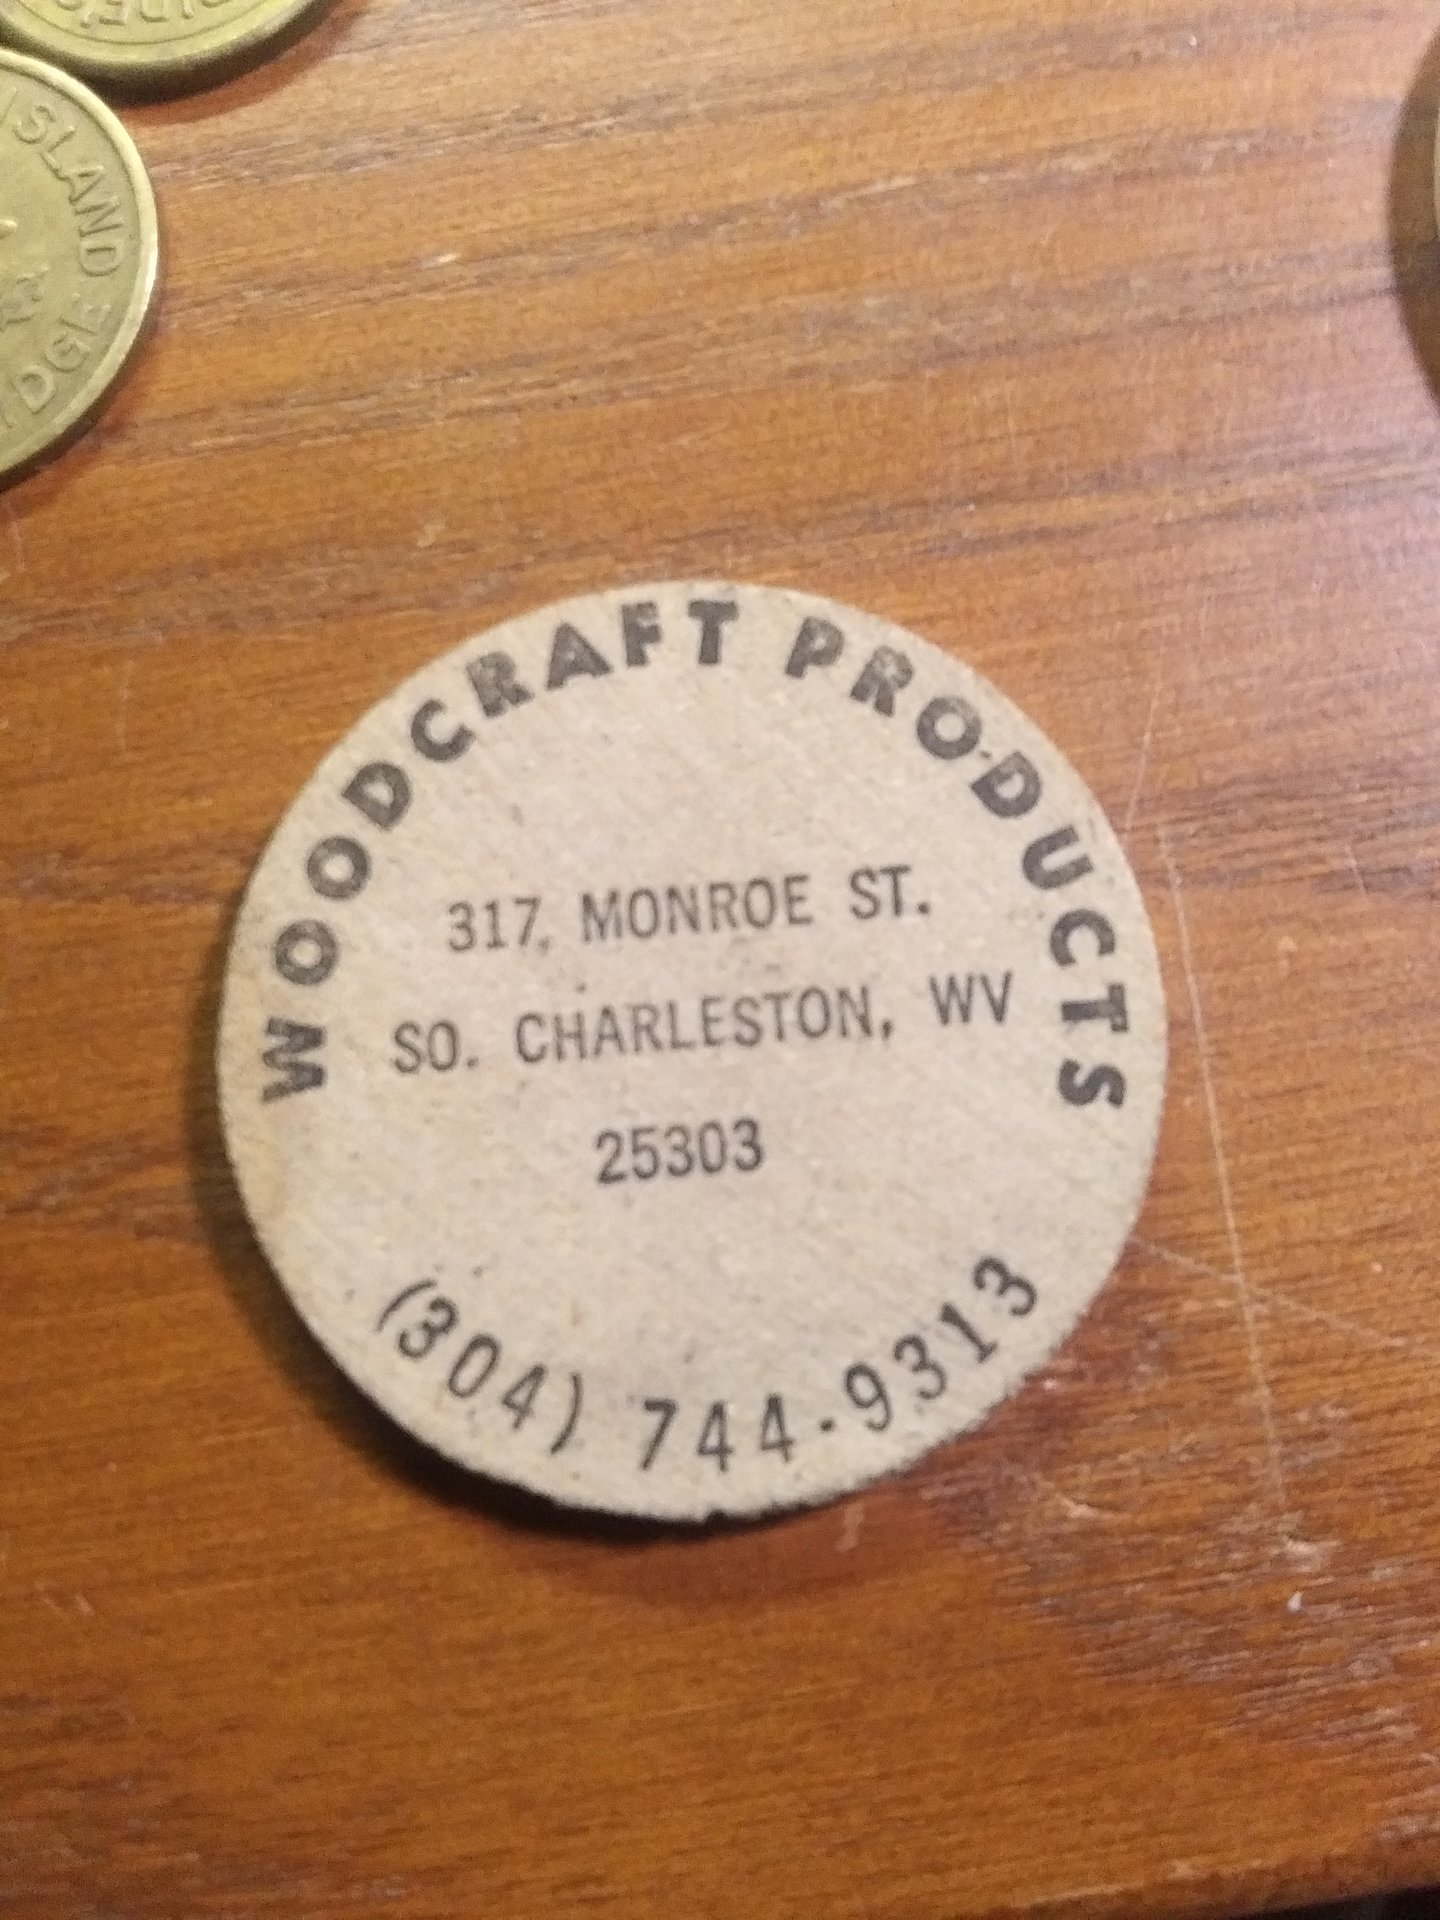 ISLAND
WOODCRAFT PRODUCTS
317, MONROE ST.
SO. CHARLESTON, WV
25303
(304) 744-9313